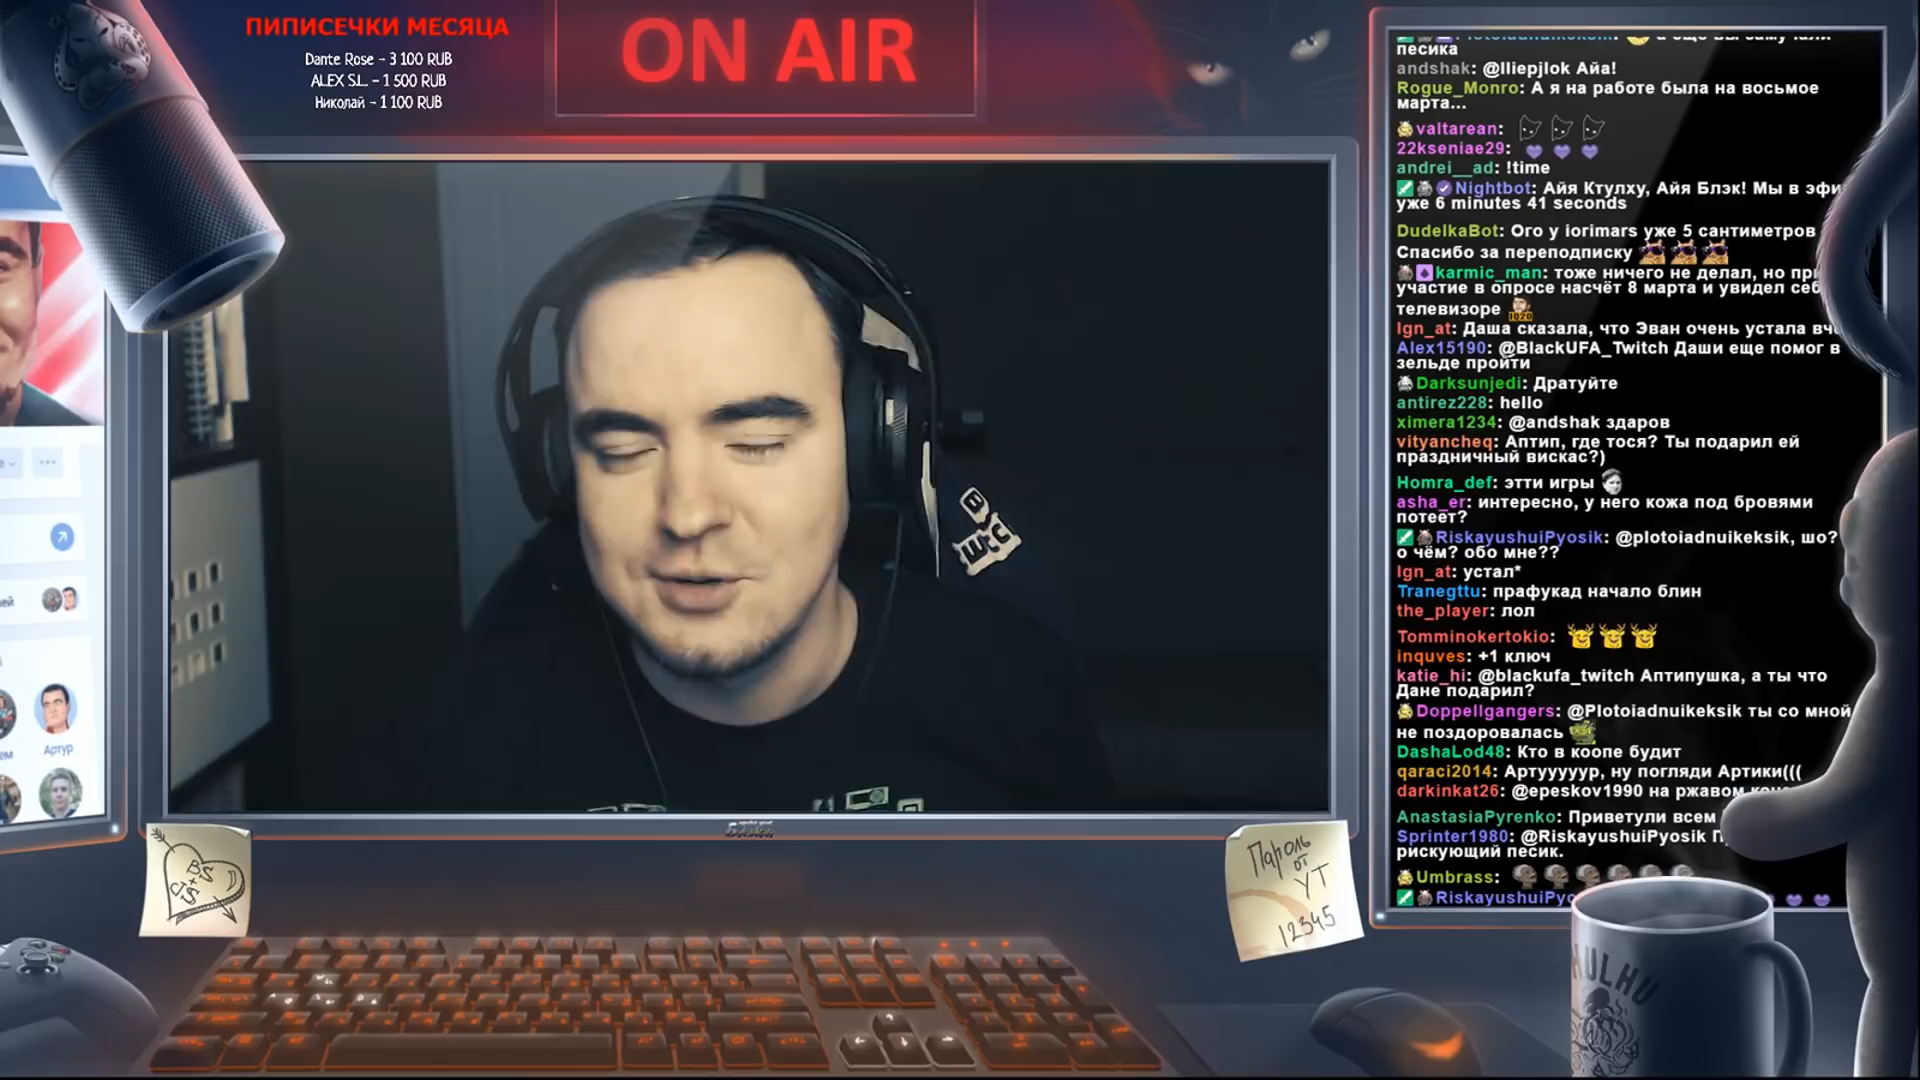 ПИПИСЕЧКИ МЕСЯЦА
Dante Rose - 3 100 RUB
ALEX S.L. - 1 500 RUB
Николай - 1 100 RUB
ON AIR
песика
andshak: @lliepjlok Айа!
Rogue_Monro: А я на работе была на восьмое
марта...
valtarean:
22kseniae29:
andrei__ad: !time
Nightbot: Айя Ктулху, Айя Блэк! Мы в эфи
уже 6 minutes 41 seconds
DudelkaBot: Ого у iorimars уже 5 сантиметров
Спасибо за переподписку
karmic_man: тоже ничего не делал, но при
участие в опросе насчёт 8 марта и увидел себ
телевизоре
Ign_at: Даша сказала, что Эван очень устала вч
Alex15190: @BlackUFA_Twitch Даши еще помог в
зельде пройти
Darksunjedi: Дратуйте
antirez228: hello
ximera1234: @andshak здаров
vityancheq: Аптип, где тося? Ты подарил ей
праздничный вискас?)
Homra_def: этти игры
asha_er: интересно, у него кожа под бровями
потеет?
RiskayushuiPyosik: @plotoiadnuikeksik, шо?
о чём? обо мне??
Ign_at: устал*
Tranegttu: прафукад начало блин
the_player: лол
Tomminokertokio:
inquves: +1 ключ
katie_hi: @blackufa_twitch Аптипушка, а ты что
Дане подарил?
Doppellgangers: @Plotoiadnuikeksik ты со мной
не поздоровалась
DashaLod48: Кто в коопе будит
qaraci2014: Артууууур, ну погляди Артики(((
darkinkat26: @epeskov1990 на ржавом
AnastasiaPyrenko: Приветули всем
Sprinter1980: @RiskayushuiPyosik
рискующий песик.
Umbrass:
RiskayushuiPyo
Артур
Пароль
от
YT
12345
HULHU